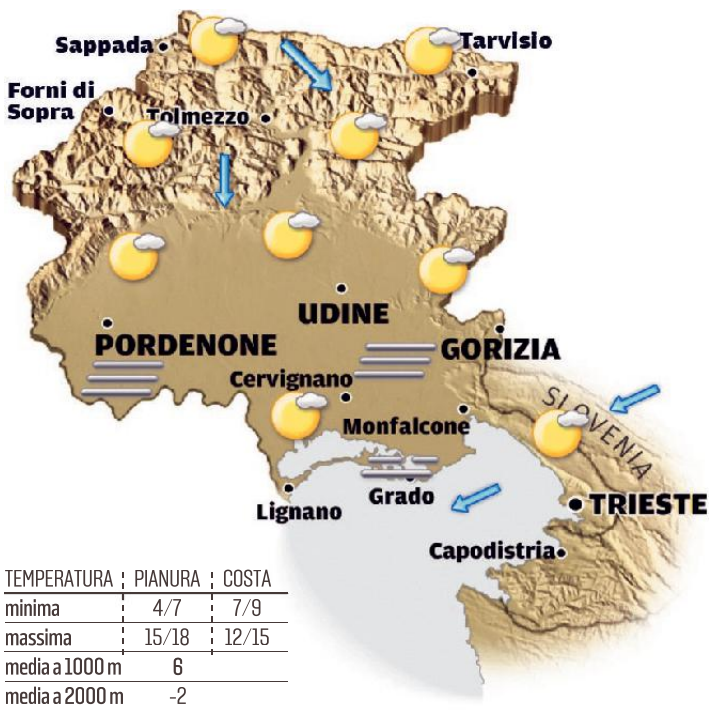 Sappada
Tarvisio
Forni di
Sopra
Tolmezzo
UDINE
PORDENONE
GORIZIA
Cervignano
SLOVENIA
Monfalcone
Grado
Lignano
TRIESTE
Capodistria
TEMPERATURA PIANURA COSTA
minima 4/7 7/9
massima 15/18 12/15
media a 1000 m 6
media a 2000 m -2